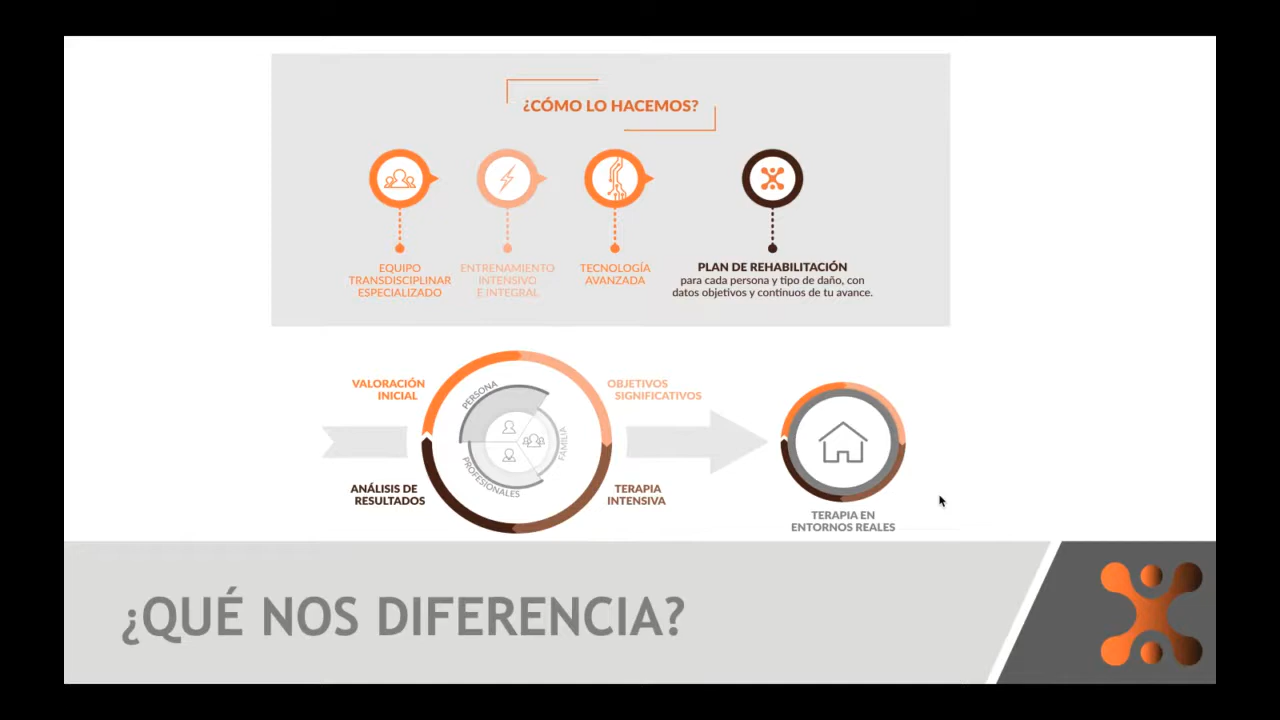 ¿CÓMO LO HACEMOS?
EQUIPO
TRANSDISCIPLINAR
ESPECIALIZADO
ENTRENAMIENTO
INTENSIVO
E INTEGRAL
TECNOLOGÍA
AVANZADA
PLAN DE REHABILITACIÓN
para cada persona y tipo de daño, con
datos objetivos y continuos de tu avance.
VALORACIÓN
INICIAL
OBJETIVOS
SIGNIFICATIVOS
PERSONA
FAMILIA
PROFESIONALES
ANÁLISIS DE
RESULTADOS
TERAPIA
INTENSIVA
TERAPIA EN
ENTORNOS REALES
¿QUÉ NOS DIFERENCIA?